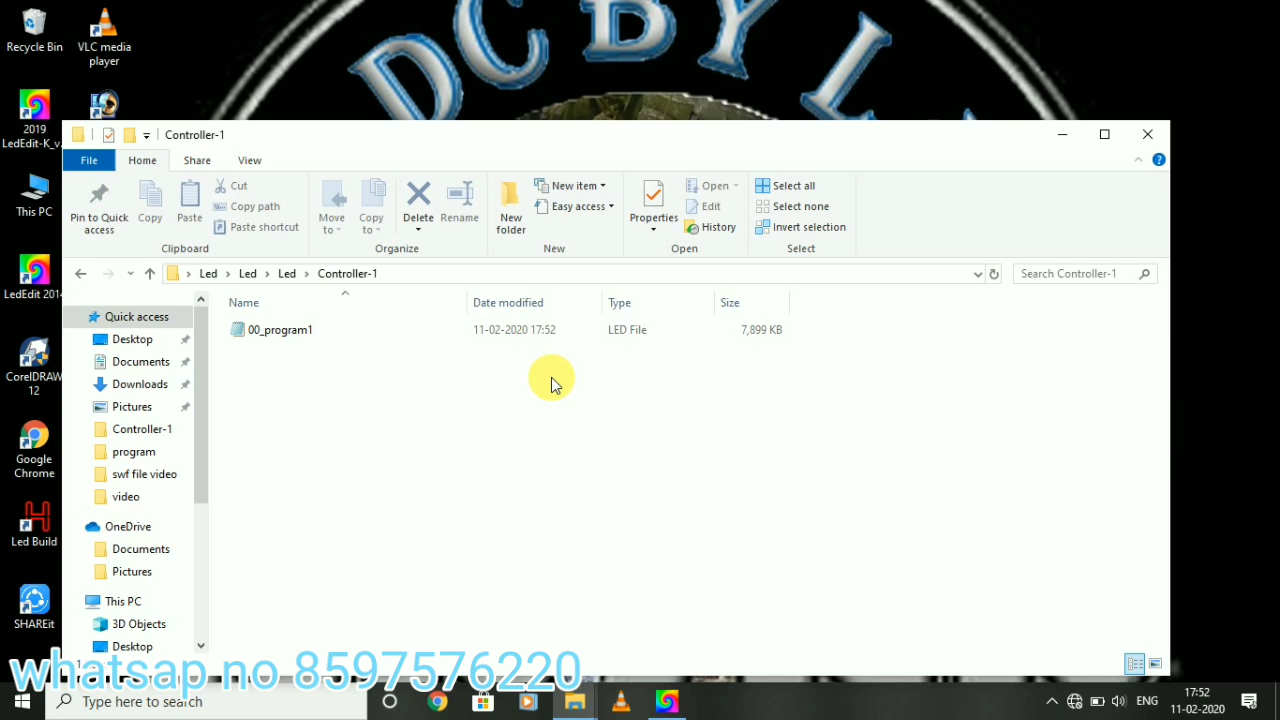 DCBY L
Recycle Bin
VLC media
player
2019
LedEdit-K_v.
This PC
LedEdit 2014
CorelDRAW
12
Google
Chrome
Led Build
SHAREit
Controller-1
File
Home
Share
View
Pin to Quick
access
Copy
Paste
Cut
Copy path
Paste shortcut
Clipboard
Move
to
Copy
to
Delete
Rename
Organize
New
folder
New item
Easy access
New
Properties
Open
Edit
History
Open
Select all
Select none
Invert selection
Select
Led > Led > Led > Controller-1
Search Controller-1
Name
Date modified
Type
Size
00_program1
11-02-2020 17:52
LED File
7,899 KB
Quick access
Desktop
Documents
Downloads
Pictures
Controller-1
program
swf file video
video
OneDrive
Documents
Pictures
This PC
3D Objects
Desktop
whatsap no 8597576220
Type here to search
ENG
17:52
11-02-2020